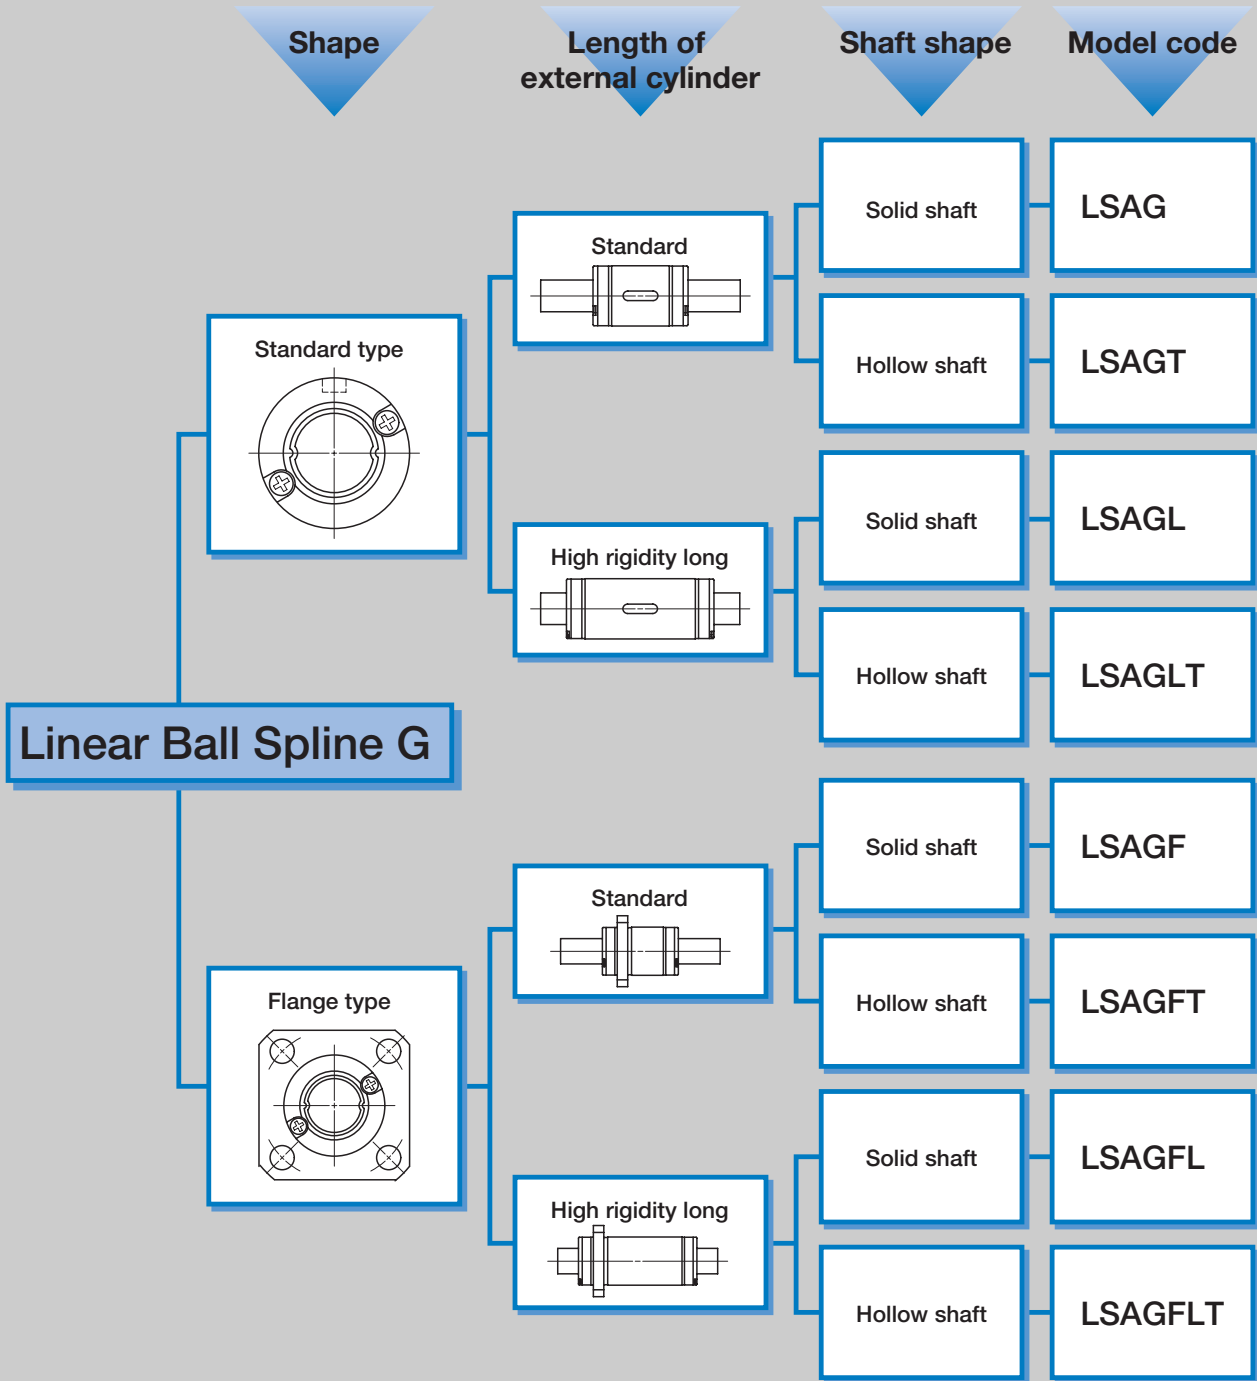 Shape
Length of
external cylinder
Shaft shape
Model code
Linear Ball Spline G
Standard type
Standard
Solid shaft
LSAG
Hollow shaft
LSAGT
High rigidity long
Solid shaft
LSAGL
Hollow shaft
LSAGLT
Flange type
Standard
Solid shaft
LSAGF
Hollow shaft
LSAGFT
High rigidity long
Solid shaft
LSAGFL
Hollow shaft
LSAGFLT